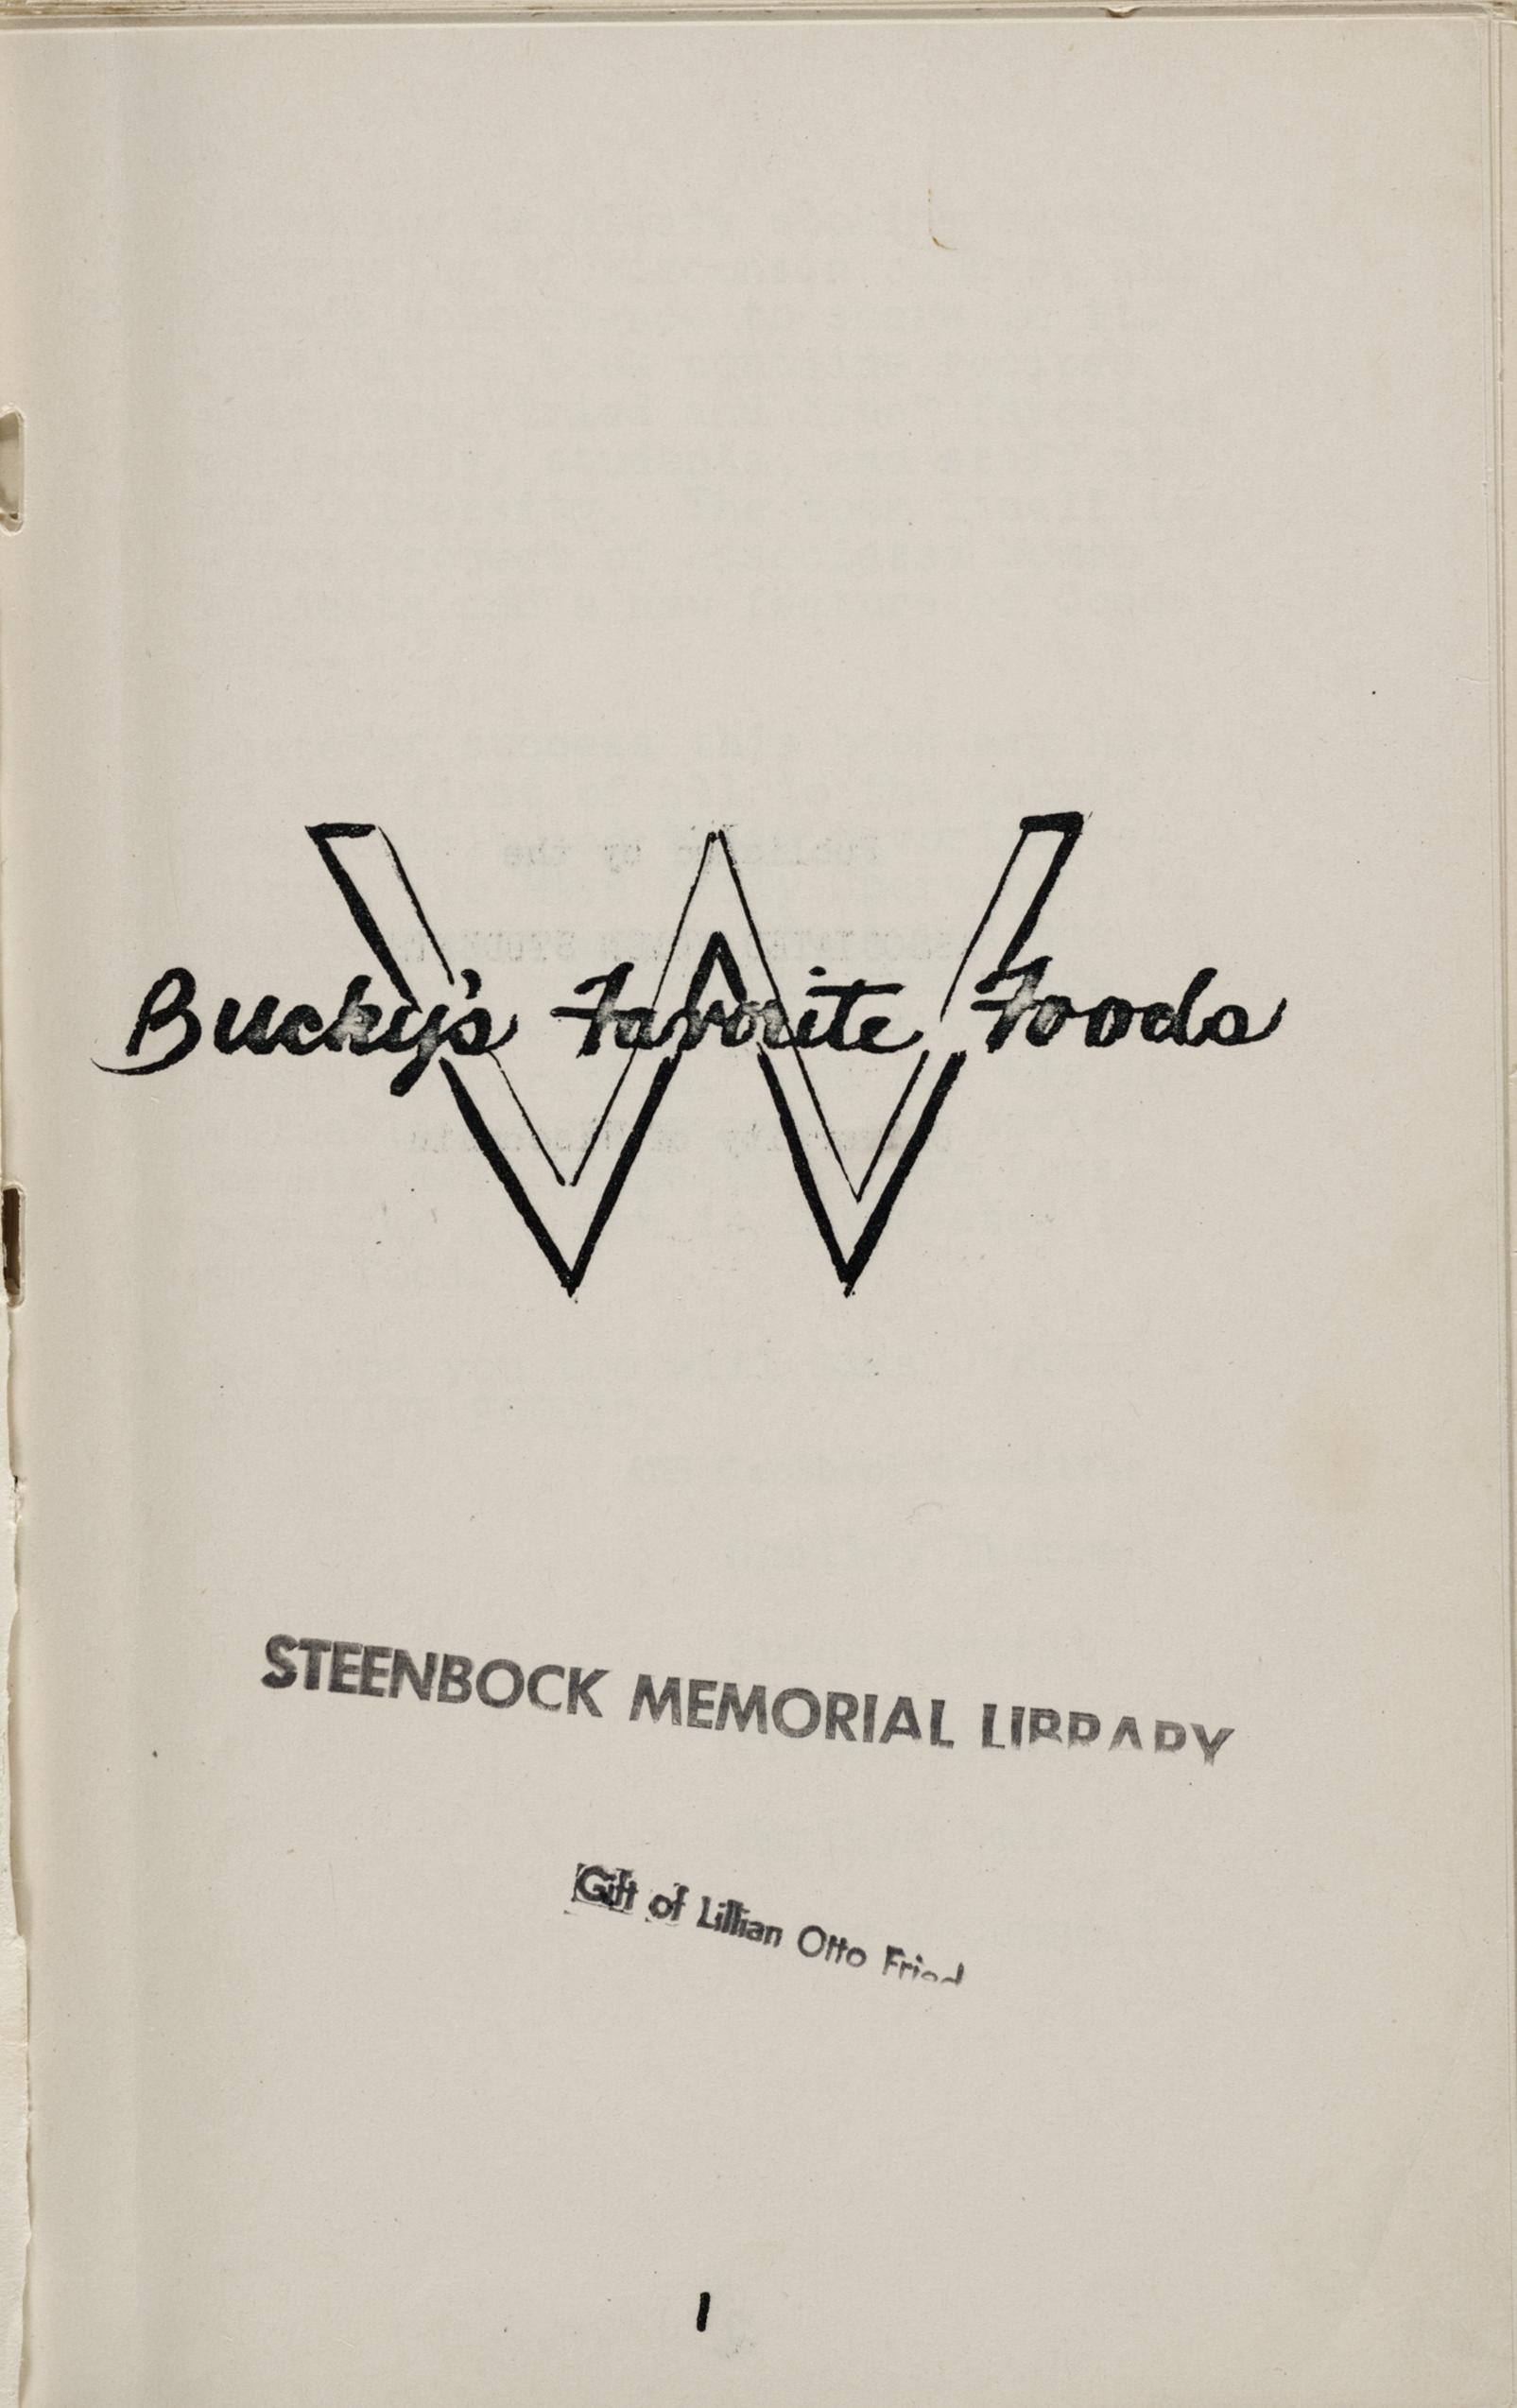 W
Bucky's Favorite Foods
STEENBOCK MEMORIAL LIBRARY
Gift of Lillian Otto Fried
1